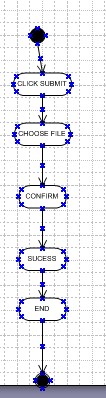 CLICK SUBMIT
CHOOSE FILE
CONFIRM
SUCESS
END